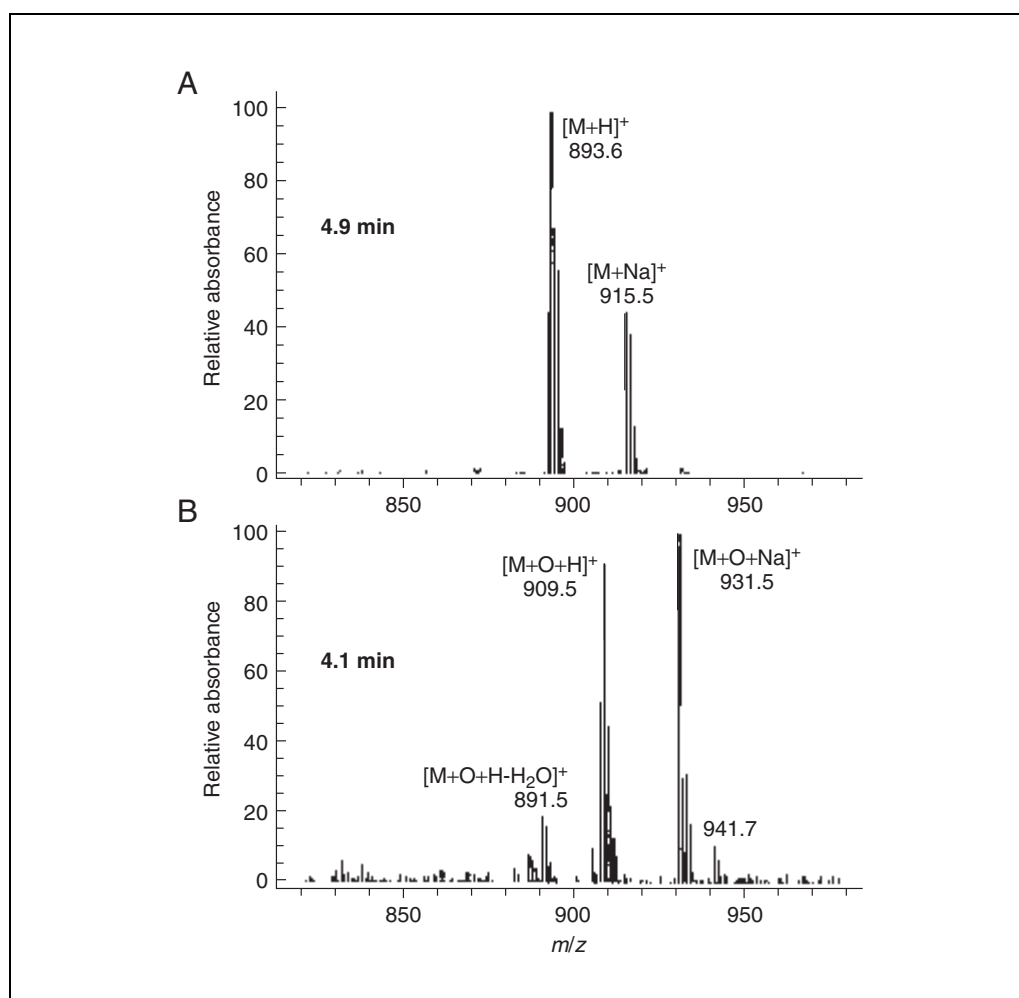 A
100
80
60
40
20
0
Relative absorbance
4.9 min
[M+H]+
893.6
[M+Na]+
915.5
850
900
950
B
100
80
60
40
20
0
Relative absorbance
4.1 min
[M+O+H]+
909.5
[M+O+Na]+
931.5
[M+O+H-H₂O]+
891.5
941.7
850
900
950
m/z